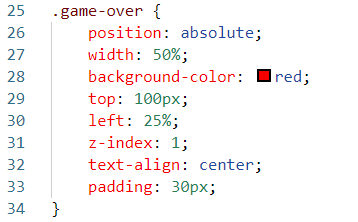 25 .game-over {
26     position: absolute;
27     width: 50%;
28     background-color: red;
29     top: 100px;
30     left: 25%;
31     z-index: 1;
32     text-align: center;
33     padding: 30px;
34 }